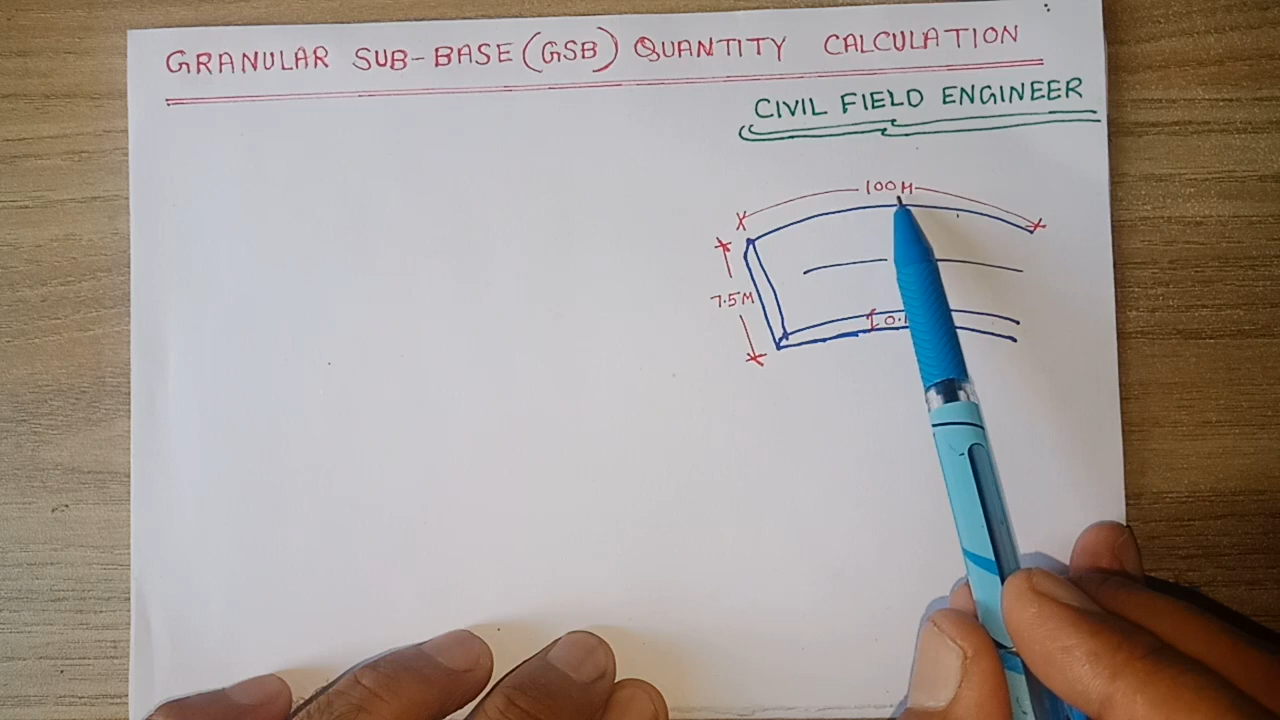 GRANULAR SUB-BASE (GSB) QUANTITY CALCULATION
CIVIL FIELD ENGINEER
100M
7.5M